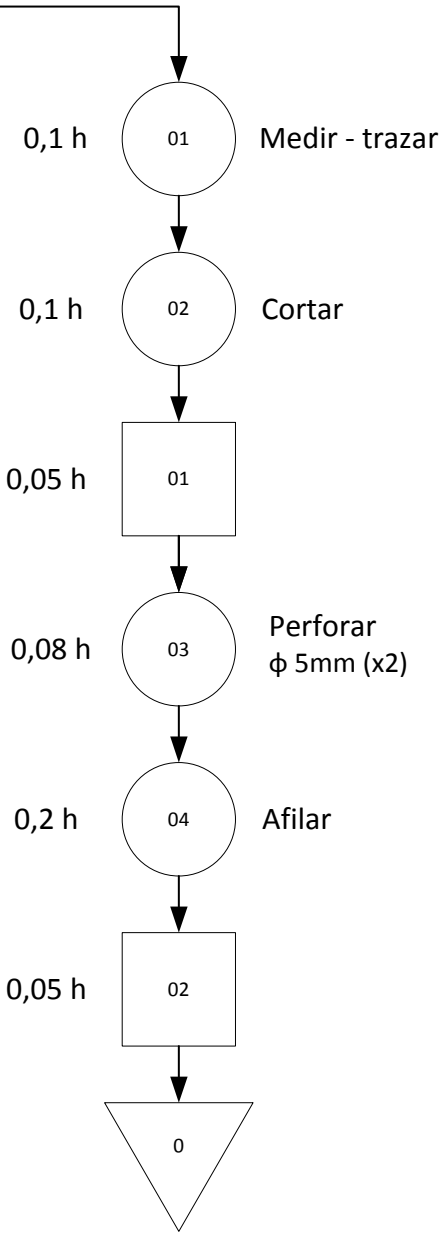 0,1 h 01 Medir - trazar
0,1 h 02 Cortar
0,05 h 01
0,08 h 03 Perforar
ϕ 5mm (x2)
0,2 h 04 Afilar
0,05 h 02
0